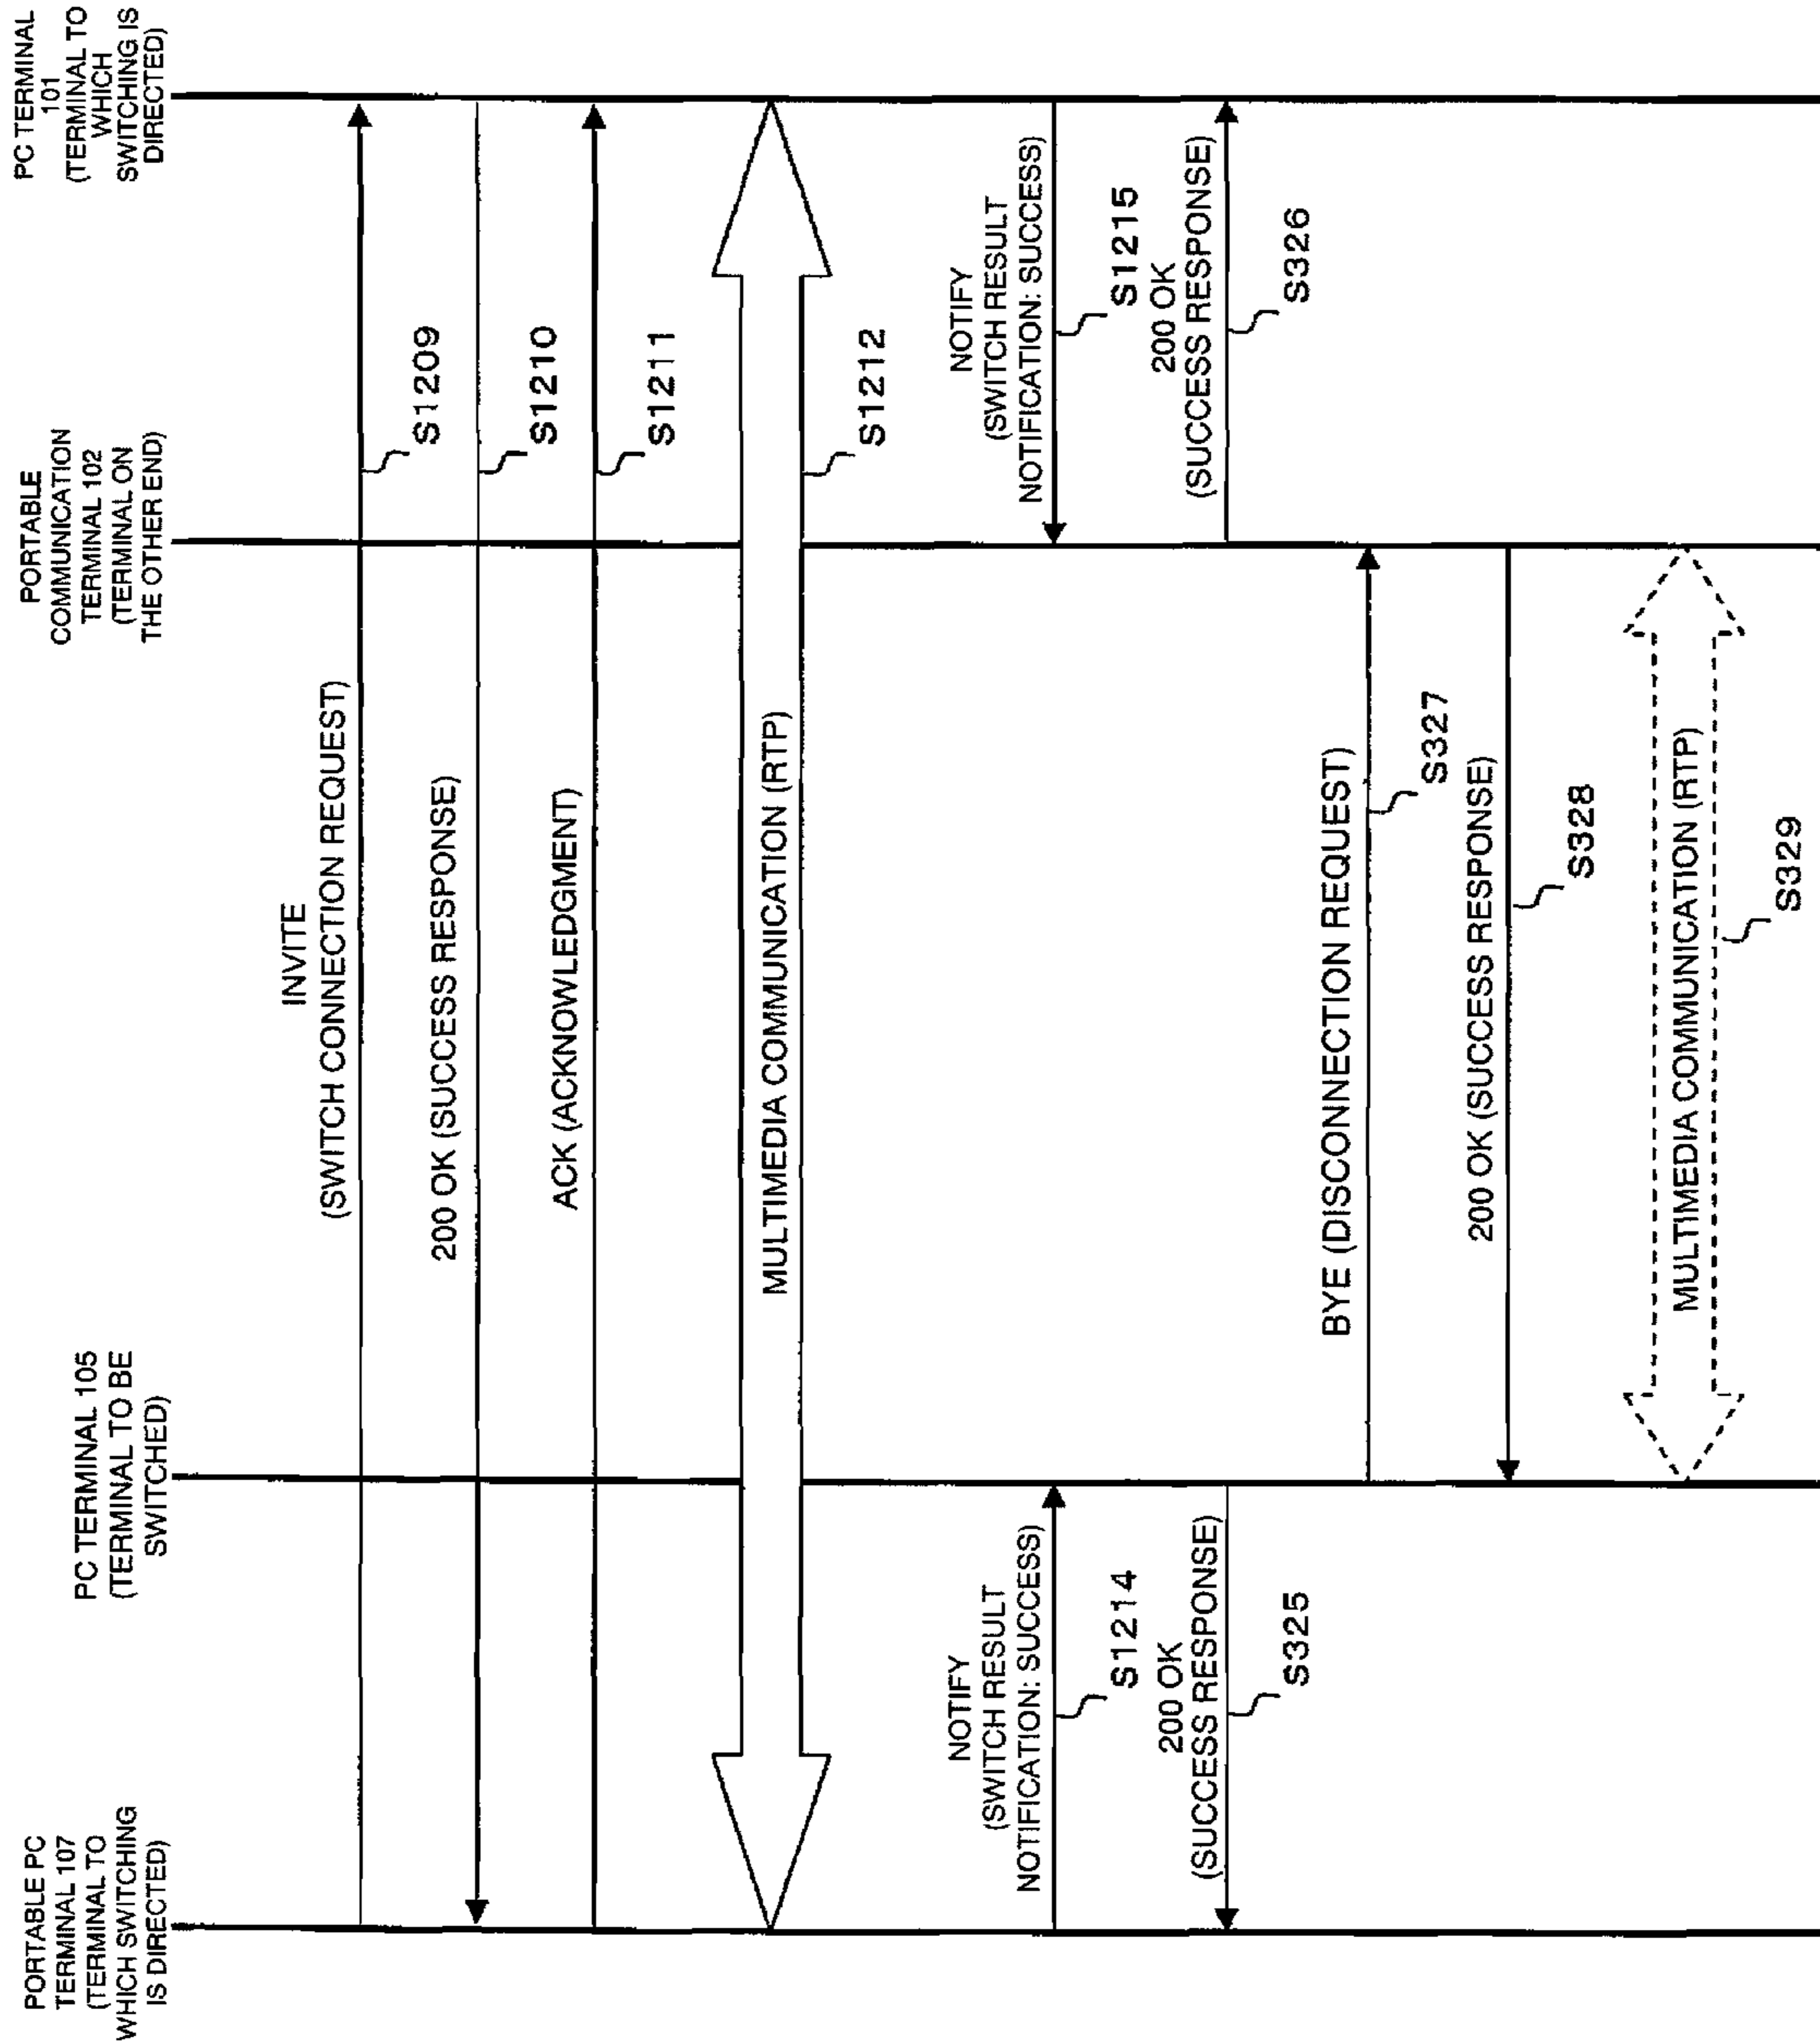 PORTABLE PC
TERMINAL 107
(TERMINAL TO
WHICH SWITCHING
IS DIRECTED)
PC TERMINAL 105
(TERMINAL TO BE
SWITCHED)
PORTABLE
COMMUNICATION
TERMINAL 102
(TERMINAL ON
THE OTHER END)
PC TERMINAL
101
(TERMINAL TO
WHICH
SWITCHING IS
DIRECTED)
INVITE
(SWITCH CONNECTION REQUEST)
S1209
200 OK (SUCCESS RESPONSE)
S1210
ACK (ACKNOWLEDGMENT)
S1211
MULTIMEDIA COMMUNICATION (RTP)
S1212
NOTIFY
(SWITCH RESULT
NOTIFICATION: SUCCESS)
S1214
NOTIFY
(SWITCH RESULT
NOTIFICATION: SUCCESS)
S1215
200 OK
(SUCCESS RESPONSE)
S325
200 OK
(SUCCESS RESPONSE)
S326
BYE (DISCONNECTION REQUEST)
S327
200 OK (SUCCESS RESPONSE)
S328
MULTIMEDIA COMMUNICATION (RTP)
S329